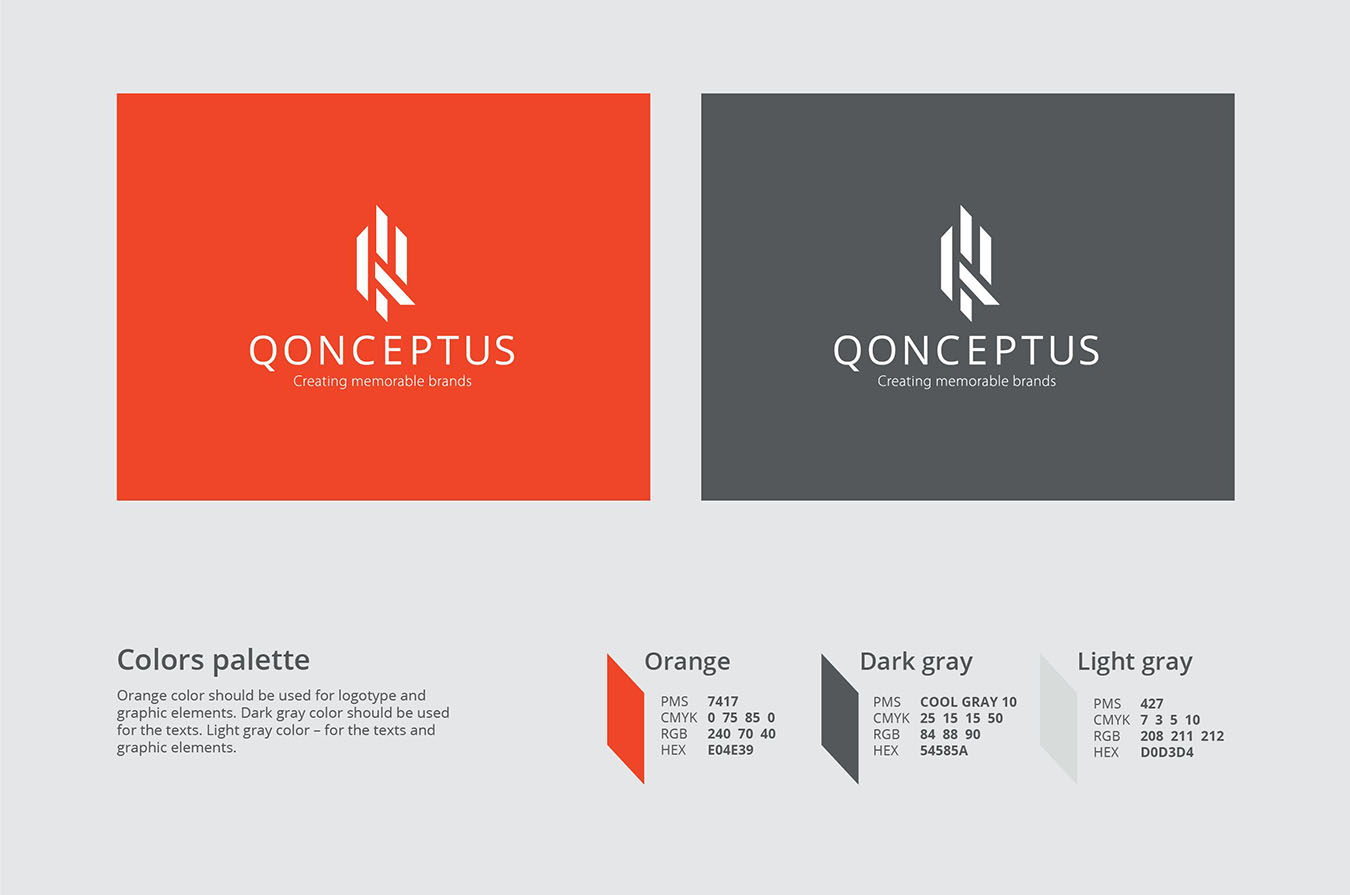 QONCEPTUS
Creating memorable brands
QONCEPTUS
Creating memorable brands
Colors palette
Orange color should be used for logotype and
graphic elements. Dark gray color should be used
for the texts. Light gray color – for the texts and
graphic elements.
Orange
PMS 7417
CMYK 0 75 85 0
RGB 240 70 40
HEX E04E39
Dark gray
PMS COOL GRAY 10
CMYK 25 15 15 50
RGB 84 88 90
HEX 54585A
Light gray
PMS 427
CMYK 7 3 5 10
RGB 208 211 212
HEX D0D3D4